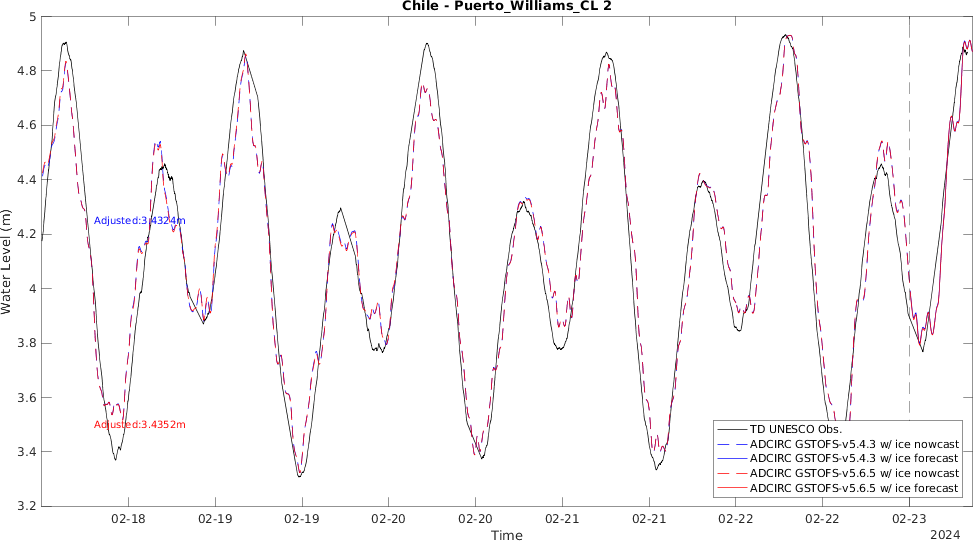 Chile - Puerto_Williams_CL 2
5
4.8
4.6
4.4
4.2
4
3.8
3.6
3.4
3.2
Water Level (m)
Adjusted:3.4324m
Adjusted:3.4352m
TD UNESCO Obs.
ADCIRC GSTOFS-v5.4.3 w/ ice nowcast
ADCIRC GSTOFS-v5.4.3 w/ ice forecast
ADCIRC GSTOFS-v5.6.5 w/ ice nowcast
ADCIRC GSTOFS-v5.6.5 w/ ice forecast
02-18 02-19 02-19 02-20 02-20 02-21 02-21 02-22 02-22 02-23
Time
2024